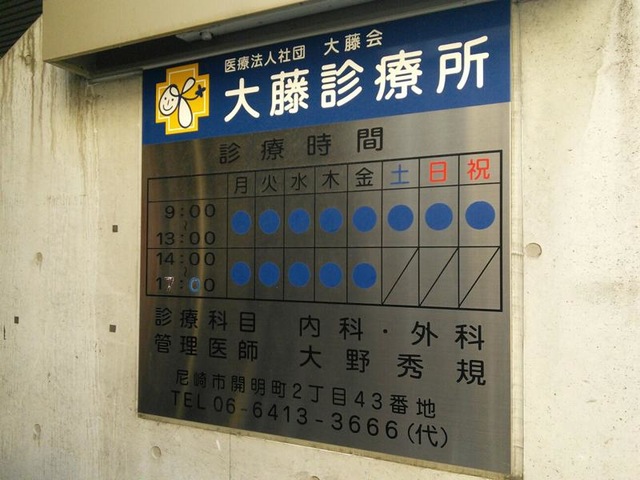 医療法人社団 大藤会
大藤診療所
診療時間
月 火 水 木 金 土 日 祝
9:00
~
13:00
14:00
~
17:00
診療科目 内科・外科
管理医師 大野秀規
尼崎市開明町2丁目43番地
TEL 06-6413-3666(代)